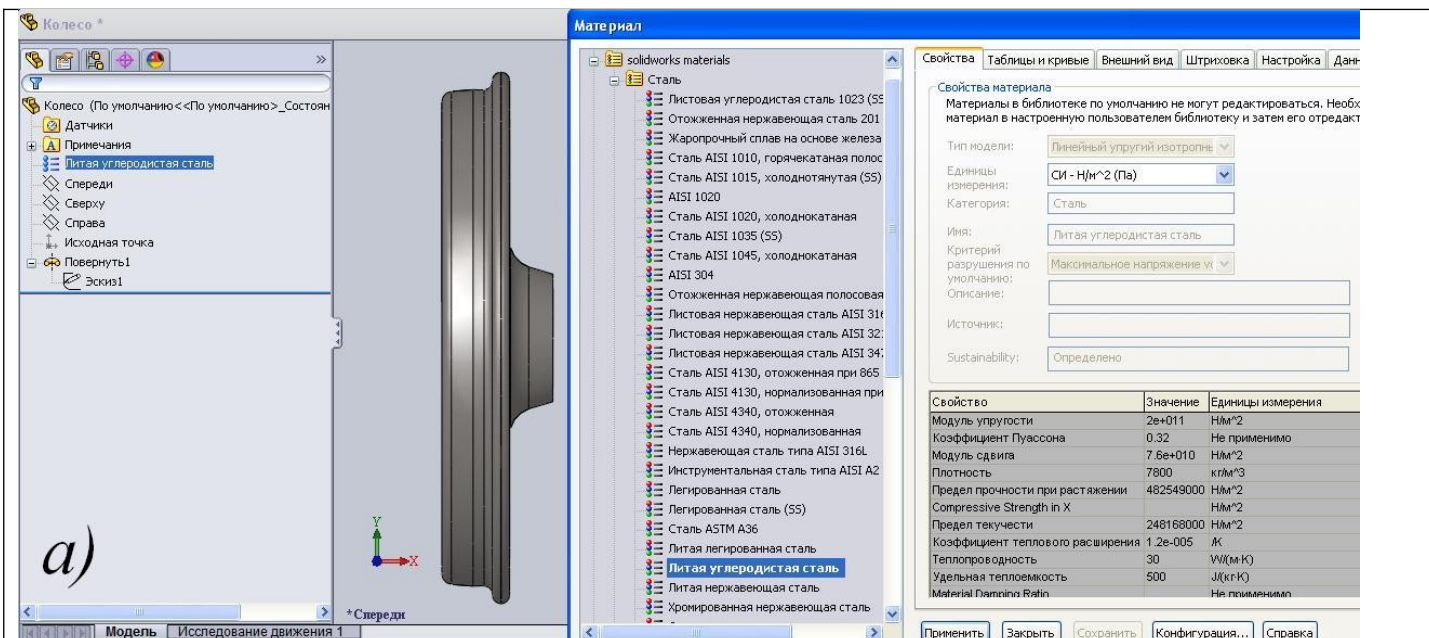 Колесо *
Колесо (По умолчанию<<По умолчанию>_Состоян
Датчики
Примечания
Литая углеродистая сталь
Спереди
Сверху
Справа
Исходная точка
Повернуть1
Эскиз1
а)
Y
X
*Спереди
Модель
Исследование движения 1
Материал
solidworks materials
Сталь
Листовая углеродистая сталь 1023 (SS
Отожженная нержавеющая сталь 201
Жаропрочный сплав на основе железа
Сталь AISI 1010, горячекатаная полос
Сталь AISI 1015, холоднотянутая (SS)
AISI 1020
Сталь AISI 1020, холоднокатаная
Сталь AISI 1035 (SS)
Сталь AISI 1045, холоднокатаная
AISI 304
Отожженная нержавеющая полосовая
Листовая нержавеющая сталь AISI 316
Листовая нержавеющая сталь AISI 32
Листовая нержавеющая сталь AISI 347
Сталь AISI 4130, отожженная при 865
Сталь AISI 4130, нормализованная при
Сталь AISI 4340, отожженная
Сталь AISI 4340, нормализованная
Нержавеющая сталь типа AISI 316L
Инструментальная сталь типа AISI A2
Легированная сталь
Легированная сталь (SS)
Сталь ASTM A36
Литая легированная сталь
Литая углеродистая сталь
Литая нержавеющая сталь
Хромированная нержавеющая сталь
Свойства Таблицы и кривые Внешний вид Штриховка Настройка Данн
Свойства материала
Материалы в библиотеке по умолчанию не могут редактироваться. Необх
материал в настроенную пользователем библиотеку и затем его отредакт
Тип модели: Линейный упругий изотропн
Единицы измерения: СИ - Н/м^2 (Па)
Категория: Сталь
Имя: Литая углеродистая сталь
Критерий разрушения по умолчанию: Максимальное напряжение
Описание:
Источник:
Sustainability: Определено
Свойство Значение Единицы измерения
Модуль упругости 2e+011 Н/м^2
Коэффициент Пуассона 0.32 Не применимо
Модуль сдвига 7.6e+010 Н/м^2
Плотность 7800 кг/м^3
Предел прочности при растяжении 482549000 Н/м^2
Compressive Strength in X Н/м^2
Предел текучести 248168000 Н/м^2
Коэффициент теплового расширения 1.2e-005 /K
Теплопроводность 30 W/(м·K)
Удельная теплоемкость 500 J/(кг·K)
Material Damping Ratio Не применимо
Применить Закрыть Сохранить Конфигурация... Справка